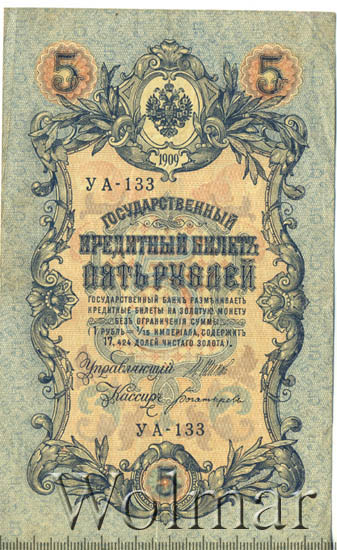 5 5
1909
УА-133
ГОСУДАРСТВЕННЫЙ
КРЕДИТНЫЙ БИЛЕТЪ
ПЯТЬ РУБЛЕЙ
ГОСУДАРСТВЕННЫЙ БАНКЪ РАЗМѢНИВАЕТЪ
КРЕДИТНЫЕ БИЛЕТЫ НА ЗОЛОТУЮ МОНЕТУ
БЕЗЪ ОГРАНИЧЕНІЯ СУММЫ
(1 РУБЛЬ = 1/15 ИМПЕРІАЛА, СОДЕРЖИТЪ
17,424 ДОЛЕЙ ЧИСТАГО ЗОЛОТА).
Управляющій
Кассиръ
УА-133
5
Wolmar